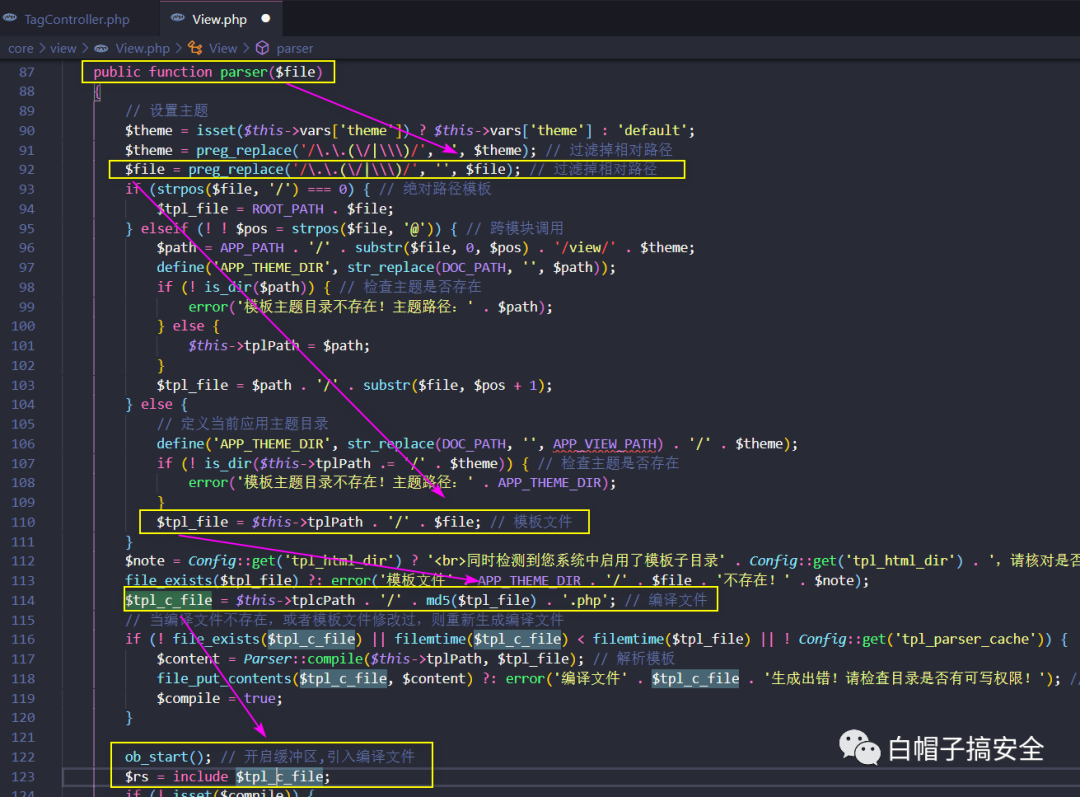 TagController.php View.php
core > view > View.php > View > parser
87 public function parser($file)
88 {
89 // 设置主题
90 $theme = isset($this->vars['theme']) ? $this->vars['theme'] : 'default';
91 $theme = preg_replace('/\.\.(\/|\\\)/', '', $theme); // 过滤掉相对路径
92 $file = preg_replace('/\.\.(\/|\\\)/', '', $file); // 过滤掉相对路径
93 if (strpos($file, '/') === 0) { // 绝对路径模板
94 $tpl_file = ROOT_PATH . $file;
95 } elseif (! ! $pos = strpos($file, '@')) { // 跨模块调用
96 $path = APP_PATH . '/' . substr($file, 0, $pos) . '/view/' . $theme;
97 define('APP_THEME_DIR', str_replace(DOC_PATH, '', $path));
98 if (! is_dir($path)) { // 检查主题是否存在
99 error('模板主题目录不存在！主题路径：' . $path);
100 } else {
101 $this->tplPath = $path;
102 }
103 $tpl_file = $path . '/' . substr($file, $pos + 1);
104 } else {
105 // 定义当前应用主题目录
106 define('APP_THEME_DIR', str_replace(DOC_PATH, '', APP_VIEW_PATH) . '/' . $theme);
107 if (! is_dir($this->tplPath .= '/' . $theme)) { // 检查主题是否存在
108 error('模板主题目录不存在！主题路径：' . APP_THEME_DIR);
109 }
110 $tpl_file = $this->tplPath . '/' . $file; // 模板文件
111 }
112 $note = Config::get('tpl_html_dir') ? '<br>同时检测到您系统中启用了模板子目录' . Config::get('tpl_html_dir') . '，请核对是否
113 file_exists($tpl_file) ?: error('模板文件' . APP_THEME_DIR . '/' . $file . '不存在！' . $note);
114 $tpl_c_file = $this->tplcPath . '/' . md5($tpl_file) . '.php'; // 编译文件
115 // 当编译文件不存在，或者模板文件修改过，则重新生成编译文件
116 if (! file_exists($tpl_c_file) || filemtime($tpl_c_file) < filemtime($tpl_file) || ! Config::get('tpl_parser_cache')) {
117 $content = Parser::compile($this->tplPath, $tpl_file); // 解析模板
118 file_put_contents($tpl_c_file, $content) ?: error('编译文件' . $tpl_c_file . '生成出错！请检查目录是否有可写权限！'); //
119 $compile = true;
120 }
121
122 ob_start(); // 开启缓冲区,引入编译文件
123 $rs = include $tpl_c_file;
if (! isset($compile)) {
白帽子搞安全